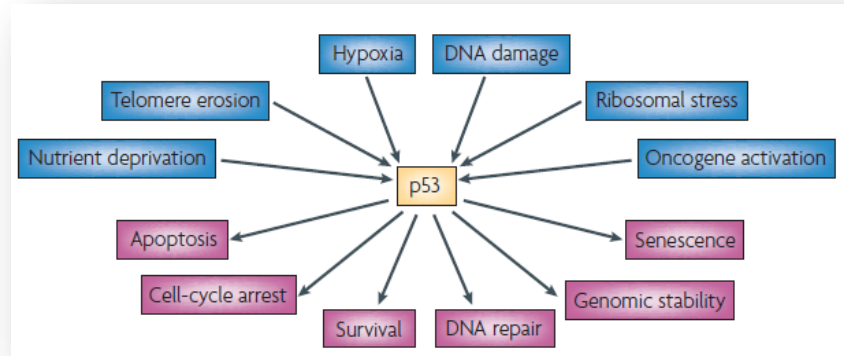 Hypoxia
DNA damage
Telomere erosion
Ribosomal stress
Nutrient deprivation
Oncogene activation
p53
Apoptosis
Senescence
Cell-cycle arrest
Genomic stability
Survival
DNA repair